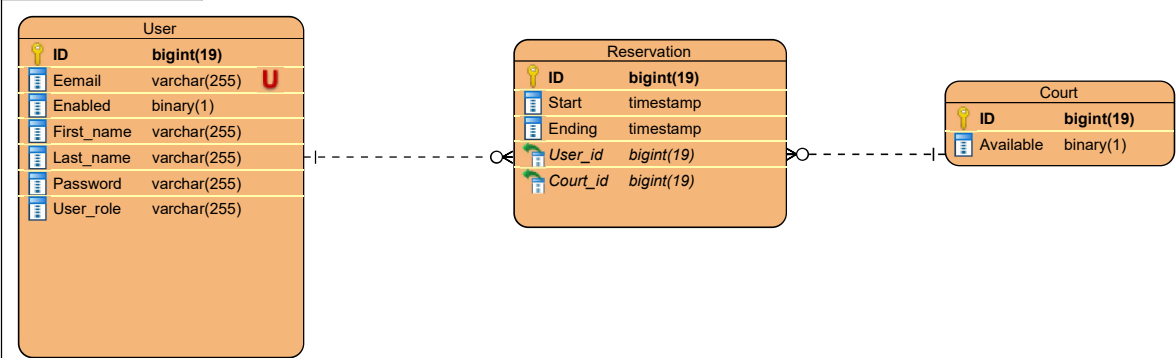 User
ID bigint(19)
Eemail varchar(255) U
Enabled binary(1)
First_name varchar(255)
Last_name varchar(255)
Password varchar(255)
User_role varchar(255)
Reservation
ID bigint(19)
Start timestamp
Ending timestamp
User_id bigint(19)
Court_id bigint(19)
Court
ID bigint(19)
Available binary(1)